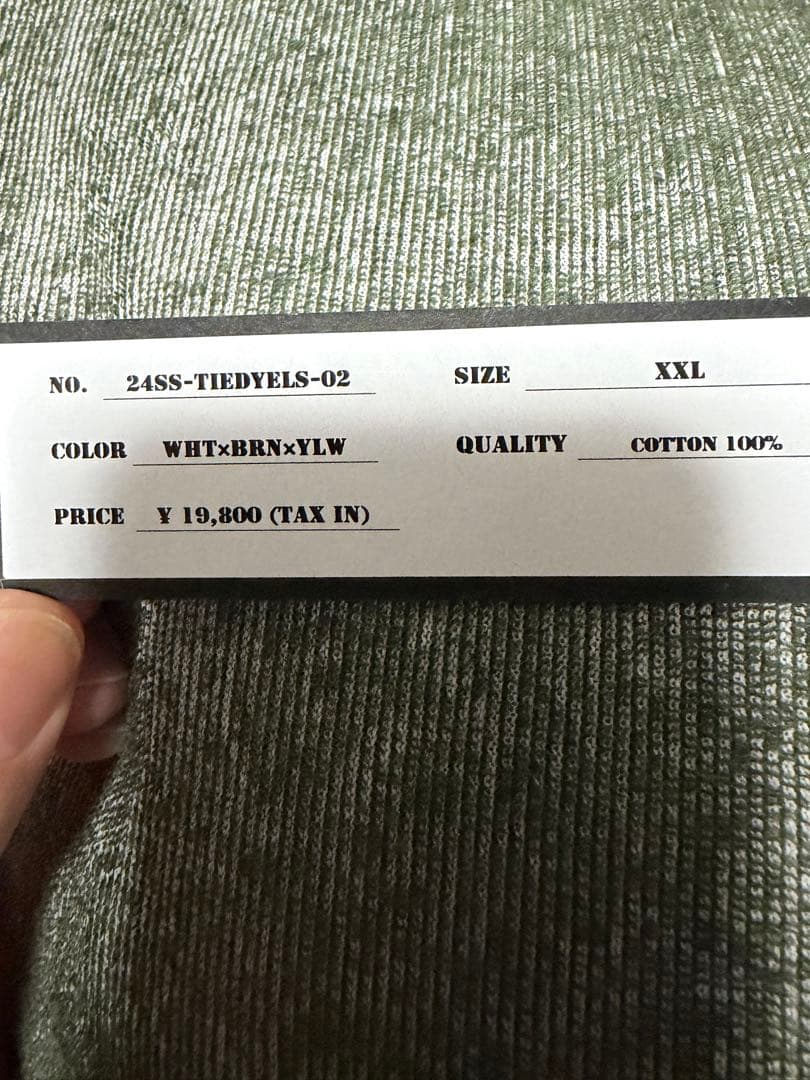 NO. 24SS-TIEDYELS-02 SIZE XXL
COLOR WHT×BRN×YLW QUALITY COTTON 100%
PRICE ¥ 19,800 (TAX IN)